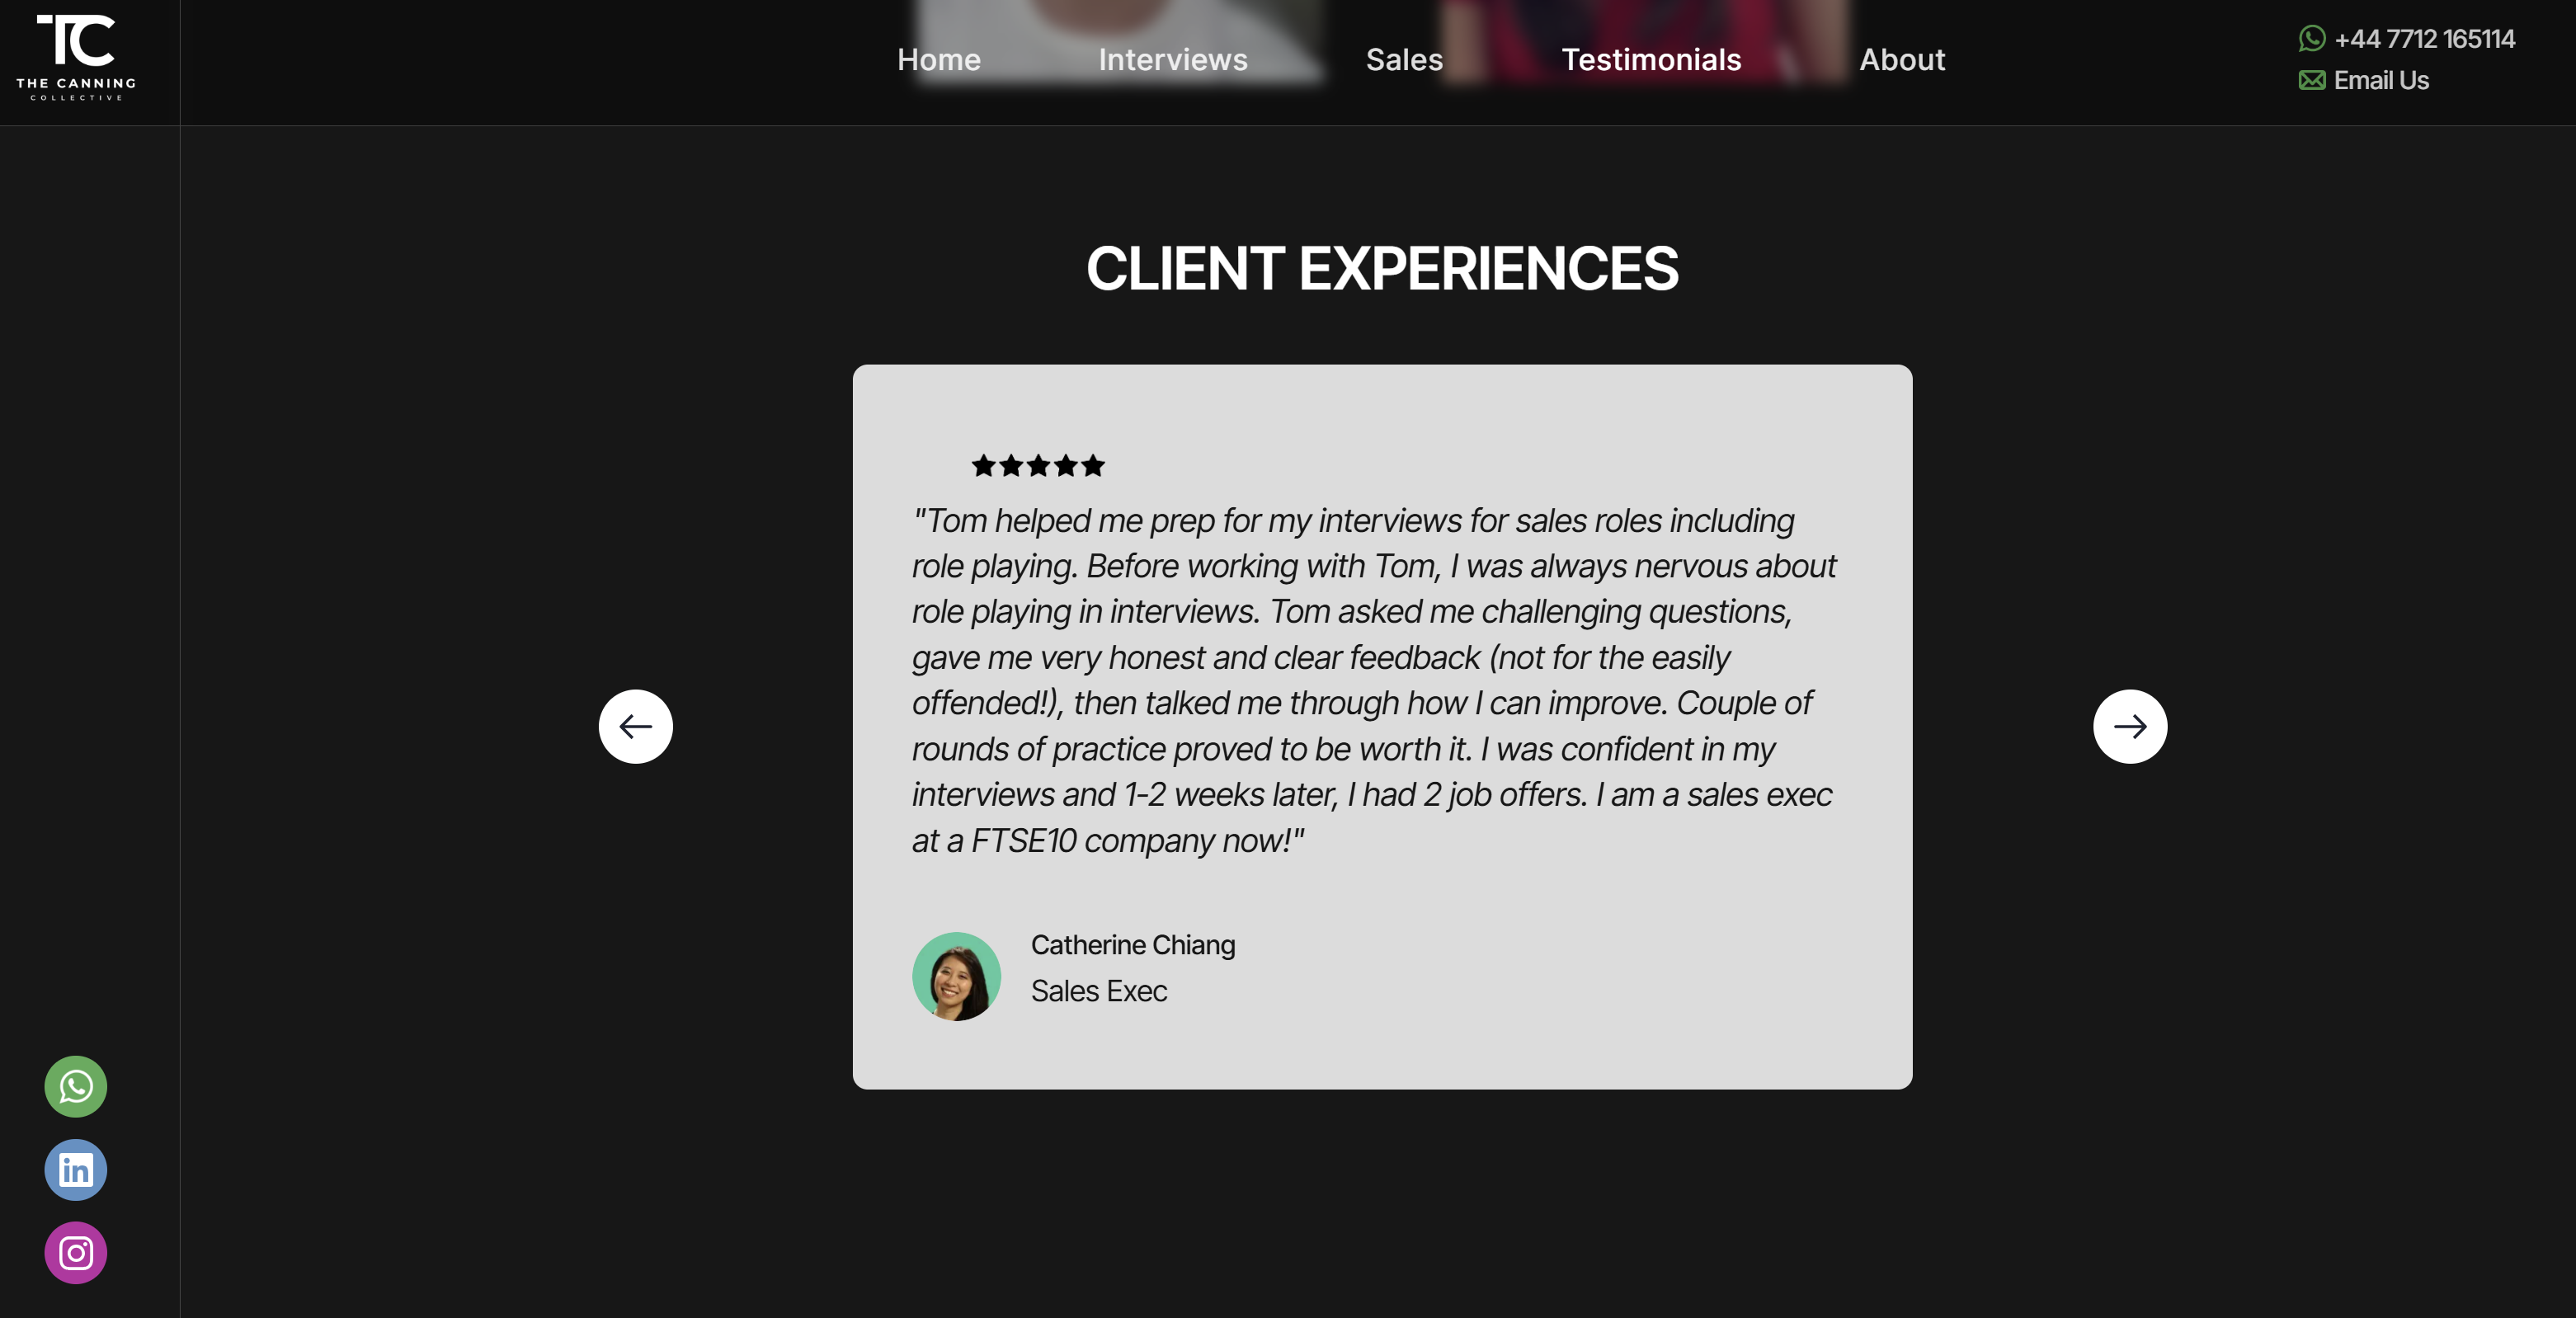 TC
THE CANNING
COLLECTIVE
Home
Interviews
Sales
Testimonials
About
+44 7712 165114
Email Us
CLIENT EXPERIENCES
"Tom helped me prep for my interviews for sales roles including
role playing. Before working with Tom, I was always nervous about
role playing in interviews. Tom asked me challenging questions,
gave me very honest and clear feedback (not for the easily
offended!), then talked me through how I can improve. Couple of
rounds of practice proved to be worth it. I was confident in my
interviews and 1-2 weeks later, I had 2 job offers. I am a sales exec
at a FTSE10 company now!"
Catherine Chiang
Sales Exec
in